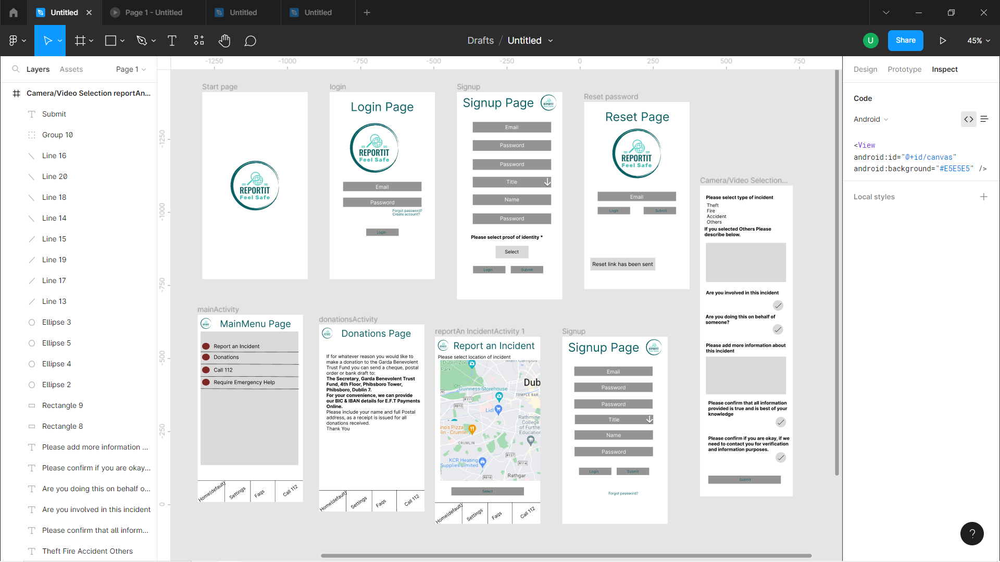 Untitled
Page 1 - Untitled
Untitled
Untitled
Drafts / Untitled
U
Share
45%
Layers
Assets
Page 1
Camera/Video Selection reportAn...
Submit
Group 10
Line 16
Line 20
Line 18
Line 14
Line 15
Line 19
Line 17
Line 13
Ellipse 3
Ellipse 5
Ellipse 4
Ellipse 2
Rectangle 9
Rectangle 8
Please add more information ...
Please confirm if you are okay...
Are you doing this on behalf o...
Are you involved in this incident
Please confirm that all inform...
Theft Fire Accident Others
-1250
-1000
-750
-500
-250
0
250
500
750
-1250
-1000
-750
-500
-250
0
Start page
REPORTIT
Feel Safe
login
Login Page
REPORTIT
Feel Safe
Email
Password
Forgot password?
Create account?
Login
Signup
Signup Page
REPORTIT
Email
Password
Password
Title
Name
Password
Please select proof of identity *
Select
Login
Submit
Reset password
Reset Page
REPORTIT
Feel Safe
Email
Login
Submit
Reset link has been sent
Camera/Video Selection...
Please select type of incident
Theft
Fire
Accident
Others
If you selected Others Please
describe below.
Are you involved in this incident
Are you doing this on behalf of
someone?
Please add more information about
this incident
Please confirm that all information
provided is true and is best of your
knowledge
Please confirm if you are okay, if we
need to contact you for verification
and information purposes.
Submit
mainActivity
MainMenu Page
Report an Incident
Donations
Call 112
Require Emergency Help
Home(default)
Settings
Faqs
Call 112
donationsActivity
Donations Page
If for whatever reason you would like to
make a donation to the Garda Benevolent
Trust Fund you can send a cheque, postal
order or bank draft to:
The Secretary, Garda Benevolent Trust
Fund, 4th Floor, Phibsboro Tower,
Phibsboro, Dublin 7.
For your convenience, we can provide
our BIC & IBAN details for E.F.T Payments
Online.
Please include your name and full Postal
address, as a receipt is issued for all
donations received.
Thank You
Home(default)
Settings
Faqs
Call 112
reportAn IncidentActivity 1
Report an Incident
Please select location of incident
Dublin Zoo
Park
Main Campus
Dub
Guinness Storehouse
TEMPLE BAR
R111
R810
Lidl
Rathmine
College
of Furthe
Educatio
ino's Pizza
lin - Crumlin
CRUMLIN
R137
KCR Heating
Supplies Limited
R114
R818
Rathgar
Select
Home(default)
Settings
Faqs
Call 112
Signup
Signup Page
REPORTIT
Email
Password
Password
Title
Name
Password
Login
Submit
Forgot password?
Design
Prototype
Inspect
Code
Android
<View
android:id="@+id/canvas"
android:background="#E5E5E5" />
Local styles
?